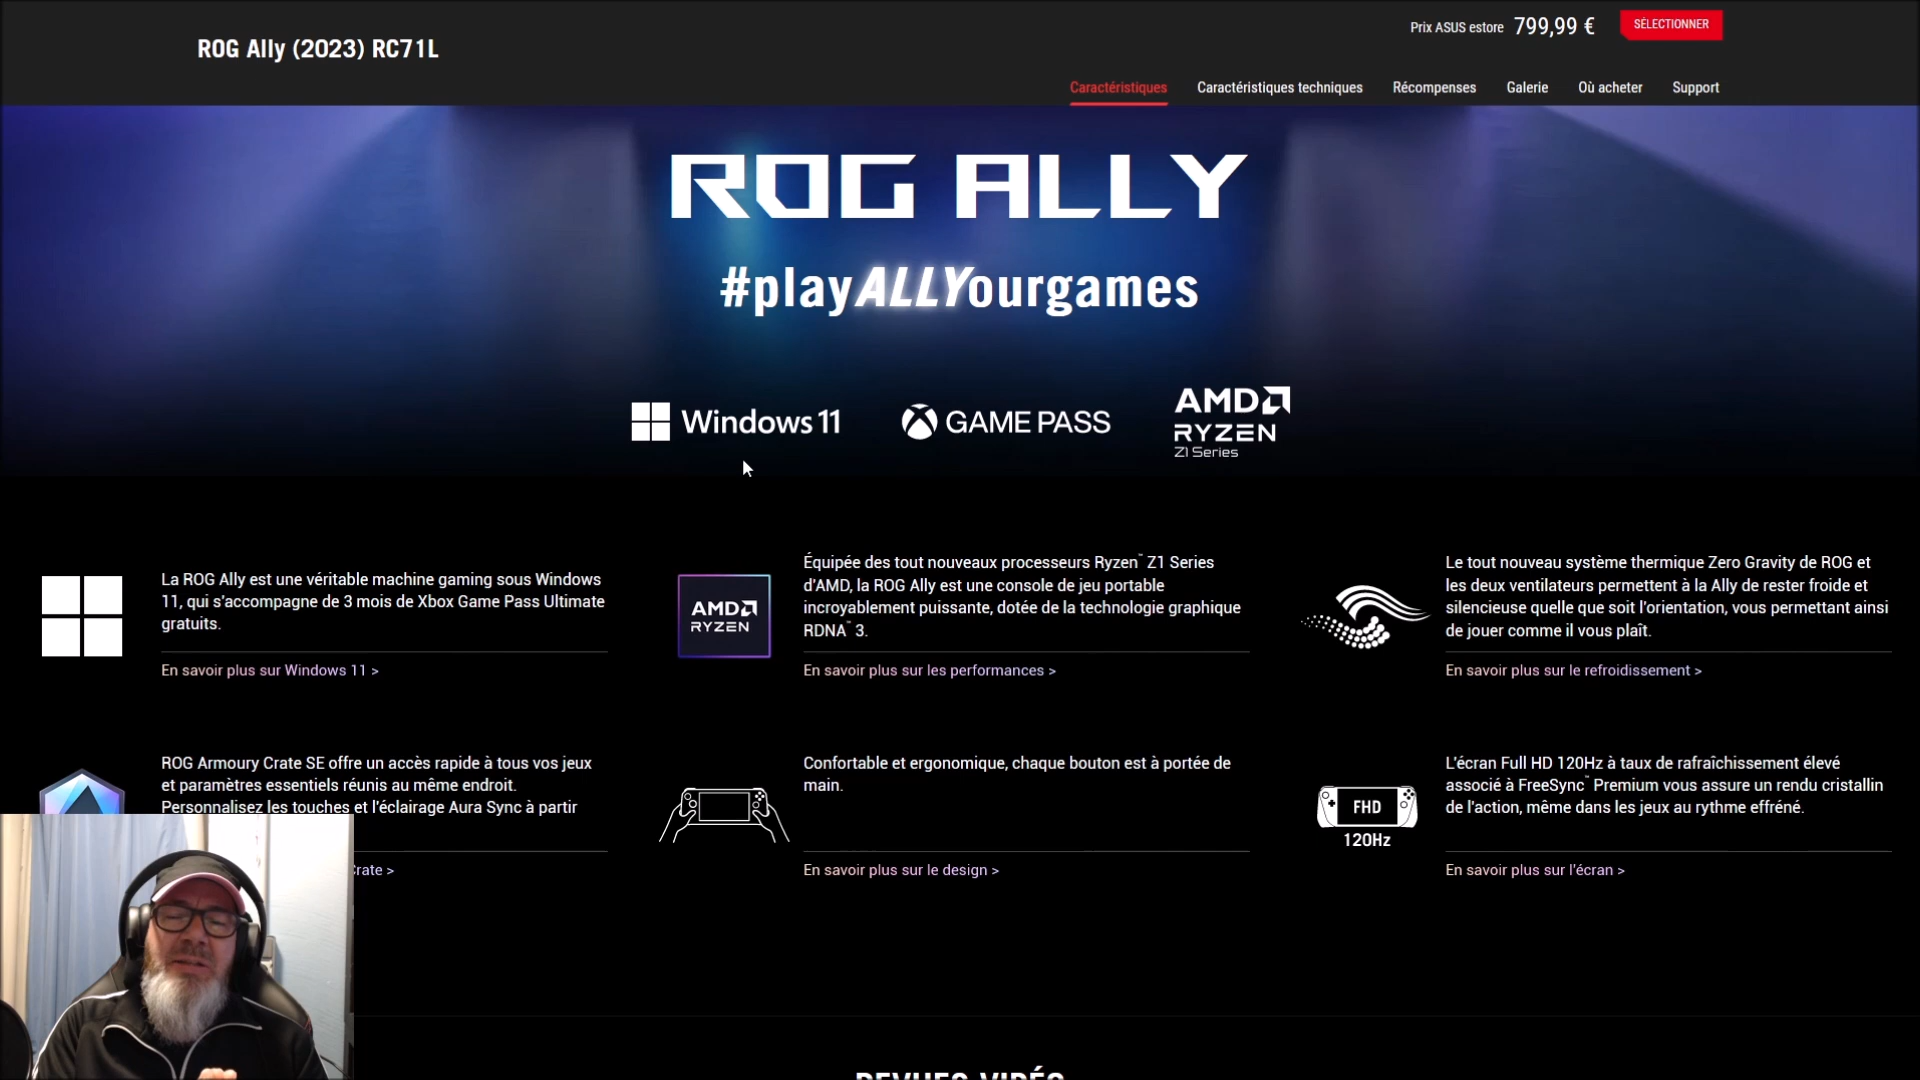 ROG Ally (2023) RC71L
Prix ASUS estore 799,99 €
SÉLECTIONNER
Caractéristiques
Caractéristiques techniques
Récompenses
Galerie
Où acheter
Support
ROG ALLY
#playALLYourgames
Windows 11
GAME PASS
AMD
RYZEN
Z1 Series
La ROG Ally est une véritable machine gaming sous Windows
11, qui s'accompagne de 3 mois de Xbox Game Pass Ultimate
gratuits.
En savoir plus sur Windows 11 >
AMD
RYZEN
Équipée des tout nouveaux processeurs Ryzen™ Z1 Series
d'AMD, la ROG Ally est une console de jeu portable
incroyablement puissante, dotée de la technologie graphique
RDNA™ 3.
En savoir plus sur les performances >
Le tout nouveau système thermique Zero Gravity de ROG et
les deux ventilateurs permettent à la Ally de rester froide et
silencieuse quelle que soit l'orientation, vous permettant ainsi
de jouer comme il vous plaît.
En savoir plus sur le refroidissement >
ROG Armoury Crate SE offre un accès rapide à tous vos jeux
et paramètres essentiels réunis au même endroit.
Personnalisez les touches et l'éclairage Aura Sync à partir
Crate >
Confortable et ergonomique, chaque bouton est à portée de
main.
En savoir plus sur le design >
FHD
120Hz
L'écran Full HD 120Hz à taux de rafraîchissement élevé
associé à FreeSync™ Premium vous assure un rendu cristallin
de l'action, même dans les jeux au rythme effréné.
En savoir plus sur l'écran >
REVUES VIDÉS